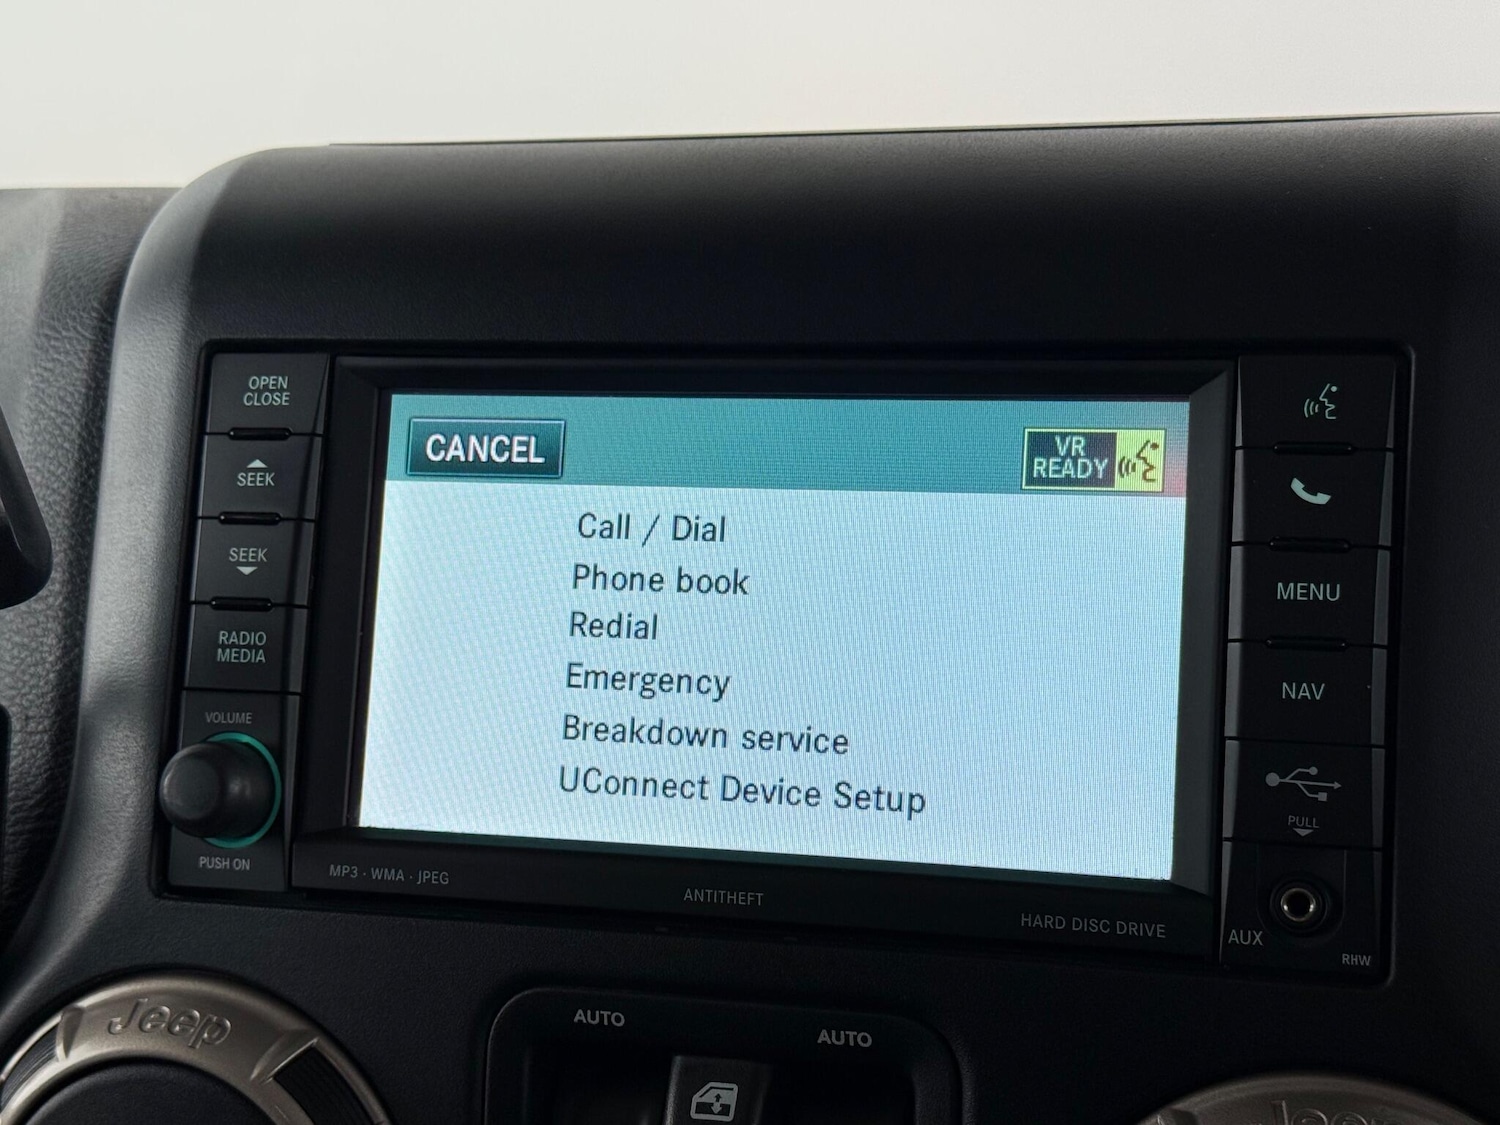 OPEN
CLOSE
SEEK
SEEK
RADIO
MEDIA
VOLUME
PUSH ON
CANCEL
VR
READY
Call / Dial
Phone book
Redial
Emergency
Breakdown service
UConnect Device Setup
MENU
NAV
PULL
AUX
RHW
MP3 · WMA · JPEG
ANTITHEFT
HARD DISC DRIVE
Jeep
AUTO
AUTO
Jeep